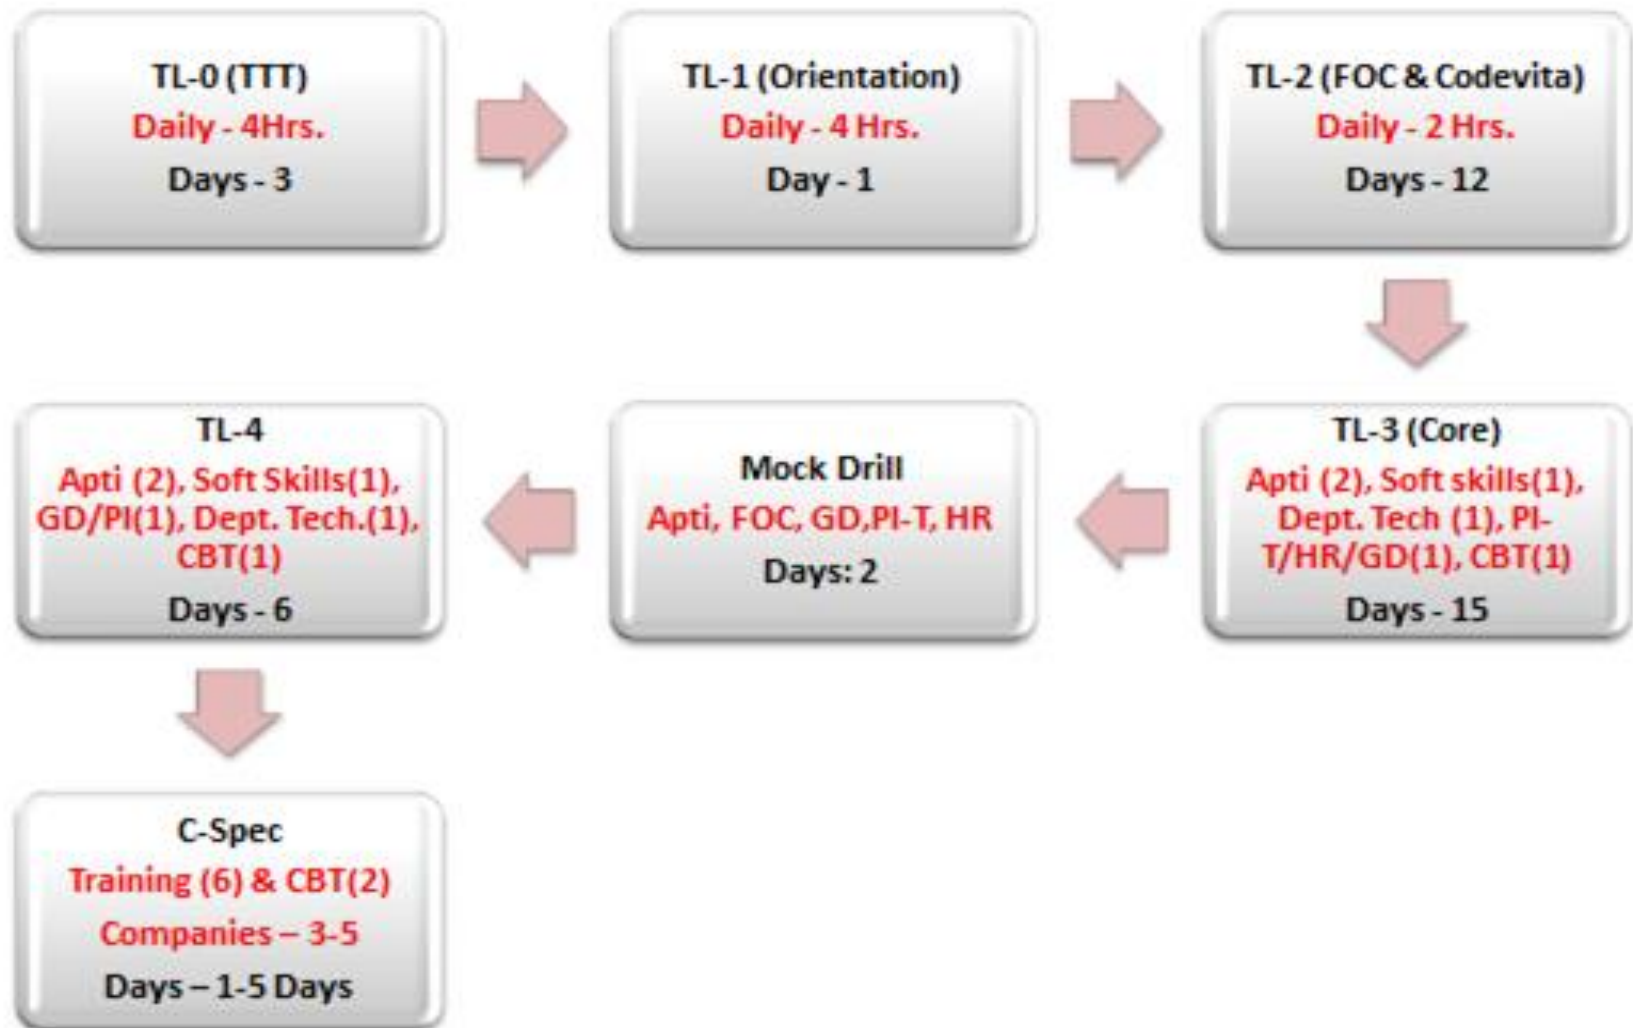 TL-0 (TTT)
Daily - 4Hrs.
Days - 3
TL-1 (Orientation)
Daily - 4 Hrs.
Day - 1
TL-2 (FOC & Codevita)
Daily - 2 Hrs.
Days - 12
TL-3 (Core)
Apti (2), Soft skills(1),
Dept. Tech (1), PI-
T/HR/GD(1), CBT(1)
Days - 15
Mock Drill
Apti, FOC, GD,PI-T, HR
Days: 2
TL-4
Apti (2), Soft Skills(1),
GD/PI(1), Dept. Tech.(1),
CBT(1)
Days - 6
C-Spec
Training (6) & CBT(2)
Companies – 3-5
Days – 1-5 Days